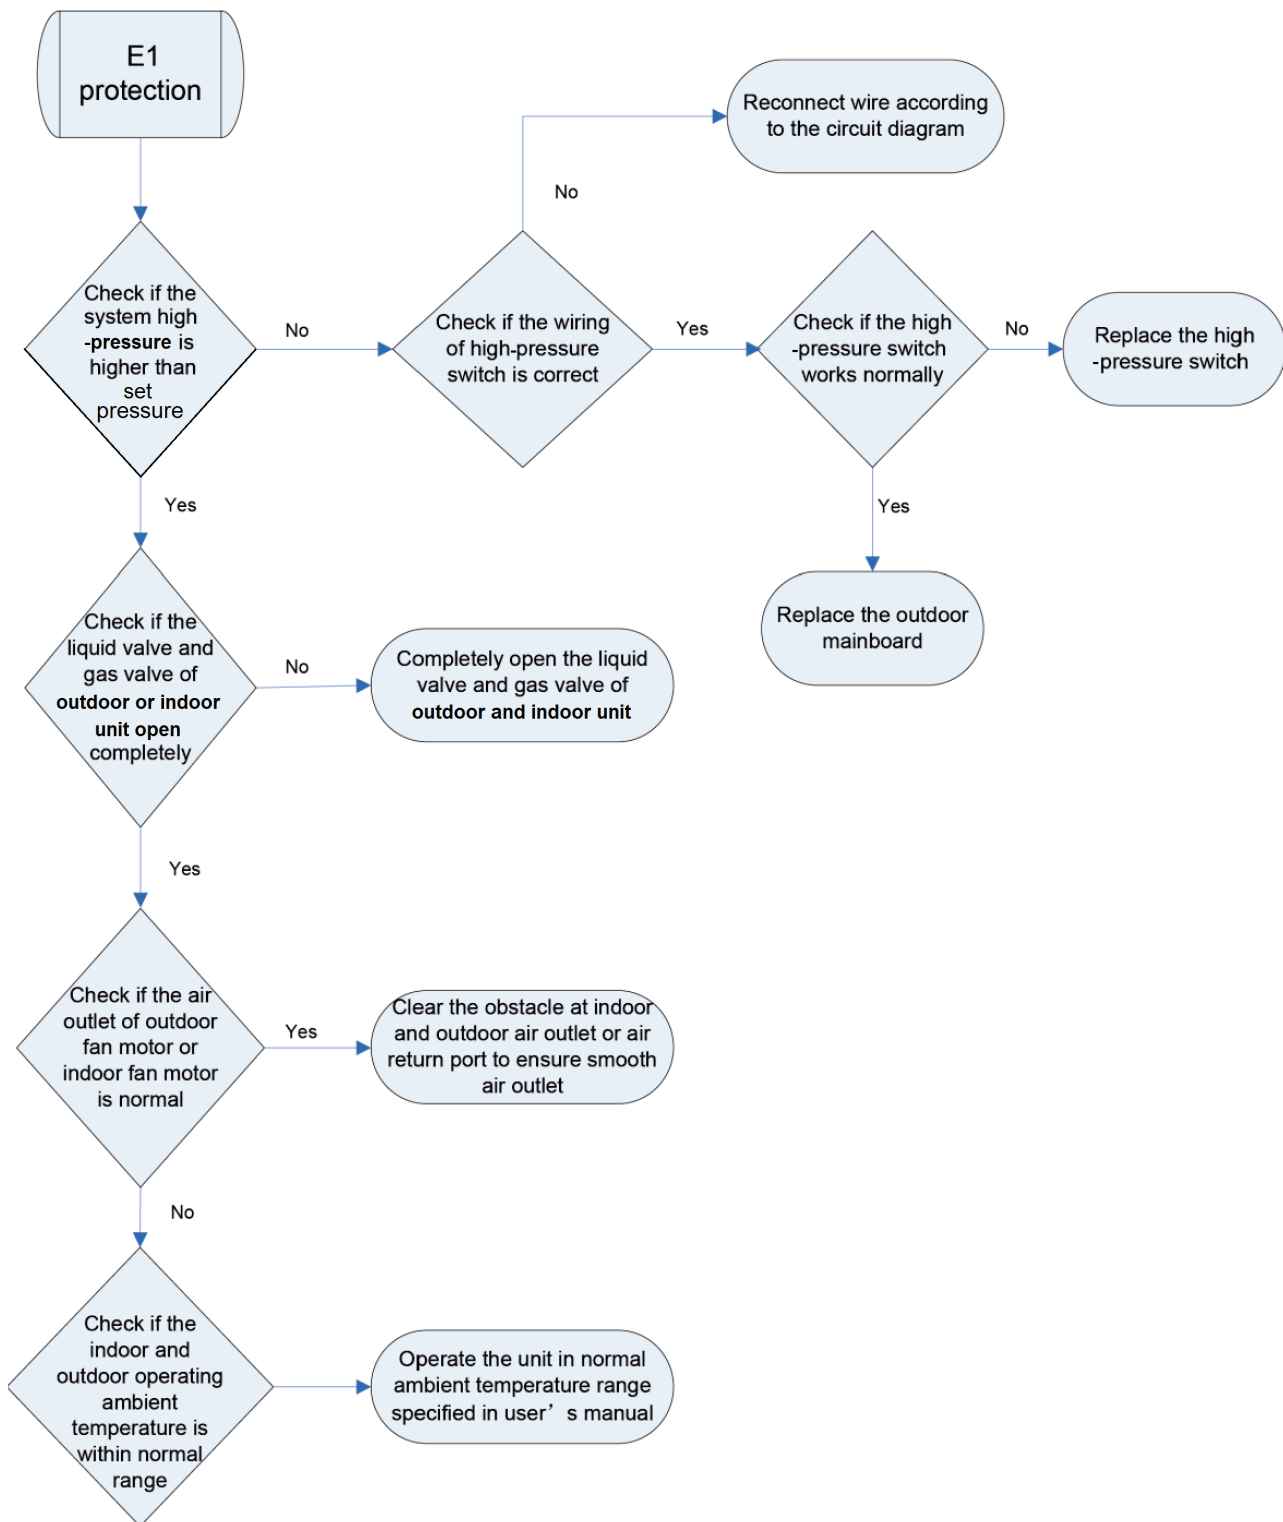 E1
protection
Reconnect wire according
to the circuit diagram
No
Check if the
system high
-pressure is
higher than
set
pressure
No
Check if the wiring
of high-pressure
switch is correct
Yes
Check if the high
-pressure switch
works normally
No
Replace the high
-pressure switch
Yes
Yes
Replace the outdoor
mainboard
Check if the
liquid valve and
gas valve of
outdoor or indoor
unit open
completely
No
Completely open the liquid
valve and gas valve of
outdoor and indoor unit
Yes
Check if the air
outlet of outdoor
fan motor or
indoor fan motor
is normal
Yes
Clear the obstacle at indoor
and outdoor air outlet or air
return port to ensure smooth
air outlet
No
Check if the
indoor and
outdoor operating
ambient
temperature is
within normal
range
Operate the unit in normal
ambient temperature range
specified in user’s manual